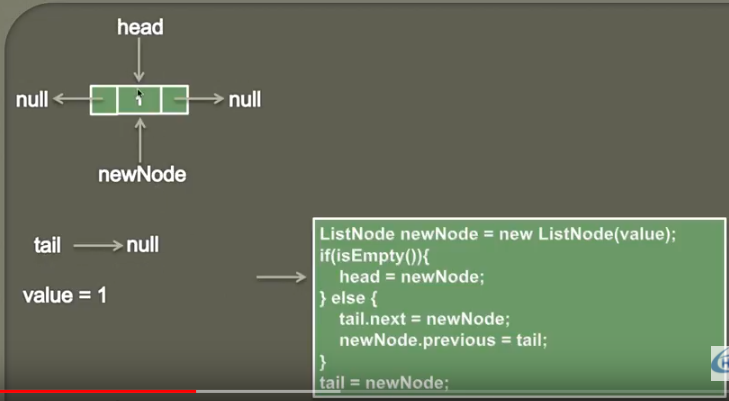 head
null 1 null
newNode
tail null
value = 1
ListNode newNode = new ListNode(value);
if(isEmpty()){
head = newNode;
} else {
tail.next = newNode;
newNode.previous = tail;
}
tail = newNode;